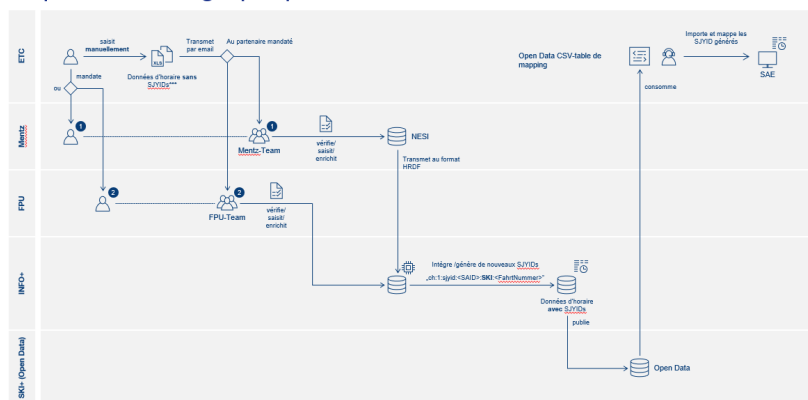 ETC
saisit
manuellement
XLS
Données d'horaire sans
SJYIDs***
Transmet
par email
Au partenaire mandaté
ou
mandate
Open Data CSV-table de
mapping
Importe et mappe les
SJYID générés
SAE
consomme
Mentz
1
1
Mentz-Team
vérifie/
saisit/
enrichit
NESI
Transmet au format
HRDF
FPU
2
2
FPU-Team
vérifie/
saisit/
enrichit
INFO+
Intègre /génère de nouveaux SJYIDs
„ch:1:sjyid:<SAID>:SKI:<FahrtNummer>"
Données d'horaire
avec SJYIDs
publie
SKI+ (Open Data)
Open Data